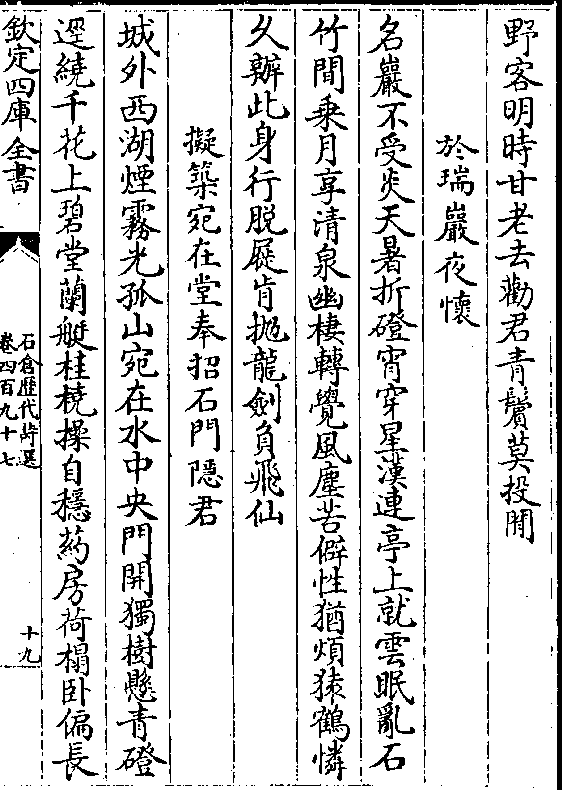 野客明時甘老去勸君青鬢莫投閒
於瑞巖夜懷
名巖不受炎天暑折磴宵穿星漢連亭上就雲眠亂石
竹間乗月享清泉幽棲轉覺風塵苦僻性猶煩猿鶴憐
久辦此身行脱屣肯抛龍劍負飛仙
擬築宛在堂奉招石門隠君
城外西湖煙霧光孤山宛在水中央門開獨樹懸青磴
逕繞千花上碧堂蘭艇桂橈操自穩葯房荷榻卧偏長
欽定四庫全書
石倉歴代詩選
卷四百九十七
十九